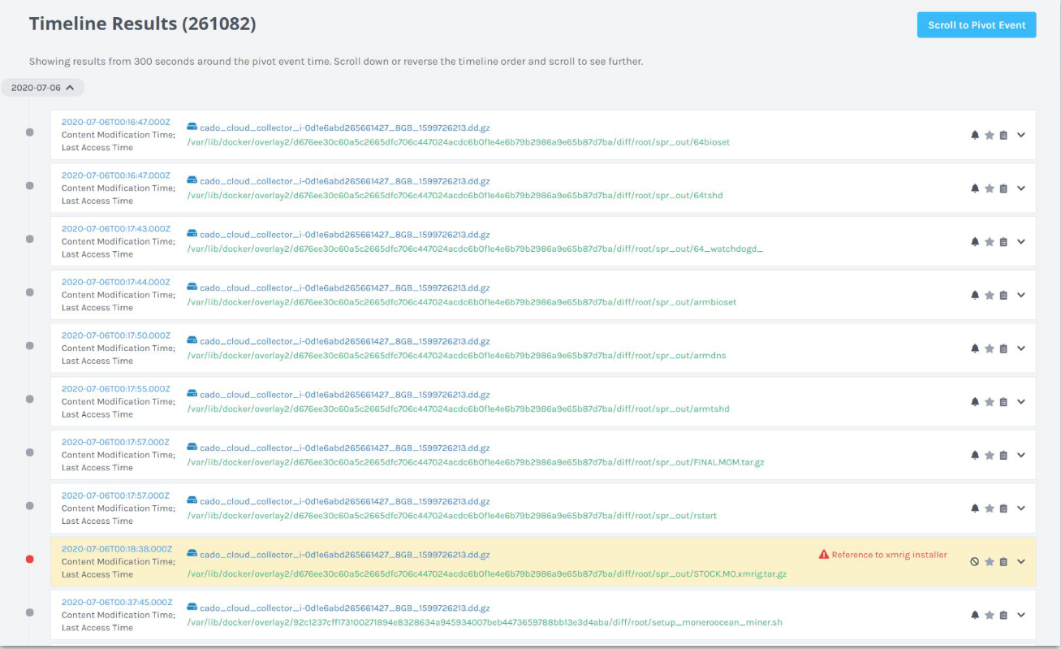 Timeline Results (261082)
Scroll to Pivot Event
Showing results from 300 seconds around the pivot event time. Scroll down or reverse the timeline order and scroll to see further.
2020-07-06
2020-07-06T00:16:47.000Z
Content Modification Time;
Last Access Time
cado_cloud_collector_i-0d1e6abd265661427_8GB_1599726213.dd.gz
/var/lib/docker/overlay2/d676ee30c60a5c2665dfc706c447024acdc6b0f1e4e6b79b2986a9e65b87d7ba/diff/root/spr_out/64bioset
2020-07-06T00:16:47.000Z
Content Modification Time;
Last Access Time
cado_cloud_collector_i-0d1e6abd265661427_8GB_1599726213.dd.gz
/var/lib/docker/overlay2/d676ee30c60a5c2665dfc706c447024acdc6b0f1e4e6b79b2986a9e65b87d7ba/diff/root/spr_out/64tshd
2020-07-06T00:17:43.000Z
Content Modification Time;
Last Access Time
cado_cloud_collector_i-0d1e6abd265661427_8GB_1599726213.dd.gz
/var/lib/docker/overlay2/d676ee30c60a5c2665dfc706c447024acdc6b0f1e4e6b79b2986a9e65b87d7ba/diff/root/spr_out/64_watchdogd_
2020-07-06T00:17:44.000Z
Content Modification Time;
Last Access Time
cado_cloud_collector_i-0d1e6abd265661427_8GB_1599726213.dd.gz
/var/lib/docker/overlay2/d676ee30c60a5c2665dfc706c447024acdc6b0f1e4e6b79b2986a9e65b87d7ba/diff/root/spr_out/armbioset
2020-07-06T00:17:50.000Z
Content Modification Time;
Last Access Time
cado_cloud_collector_i-0d1e6abd265661427_8GB_1599726213.dd.gz
/var/lib/docker/overlay2/d676ee30c60a5c2665dfc706c447024acdc6b0f1e4e6b79b2986a9e65b87d7ba/diff/root/spr_out/armdns
2020-07-06T00:17:55.000Z
Content Modification Time;
Last Access Time
cado_cloud_collector_i-0d1e6abd265661427_8GB_1599726213.dd.gz
/var/lib/docker/overlay2/d676ee30c60a5c2665dfc706c447024acdc6b0f1e4e6b79b2986a9e65b87d7ba/diff/root/spr_out/armtshd
2020-07-06T00:17:57.000Z
Content Modification Time;
Last Access Time
cado_cloud_collector_i-0d1e6abd265661427_8GB_1599726213.dd.gz
/var/lib/docker/overlay2/d676ee30c60a5c2665dfc706c447024acdc6b0f1e4e6b79b2986a9e65b87d7ba/diff/root/spr_out/FINAL.MOM.tar.gz
2020-07-06T00:17:57.000Z
Content Modification Time;
Last Access Time
cado_cloud_collector_i-0d1e6abd265661427_8GB_1599726213.dd.gz
/var/lib/docker/overlay2/d676ee30c60a5c2665dfc706c447024acdc6b0f1e4e6b79b2986a9e65b87d7ba/diff/root/spr_out/rstart
2020-07-06T00:18:38.000Z
Content Modification Time;
Last Access Time
cado_cloud_collector_i-0d1e6abd265661427_8GB_1599726213.dd.gz
Reference to xmrig installer
/var/lib/docker/overlay2/d676ee30c60a5c2665dfc706c447024acdc6b0f1e4e6b79b2986a9e65b87d7ba/diff/root/spr_out/STOCK.MO.xmrig.tar.gz
2020-07-06T00:37:45.000Z
Content Modification Time;
Last Access Time
cado_cloud_collector_i-0d1e6abd265661427_8GB_1599726213.dd.gz
/var/lib/docker/overlay2/92c1237cff173100271894e8328634a945934007beb4473659788bb13e3d4aba/diff/root/setup_moneroocean_miner.sh